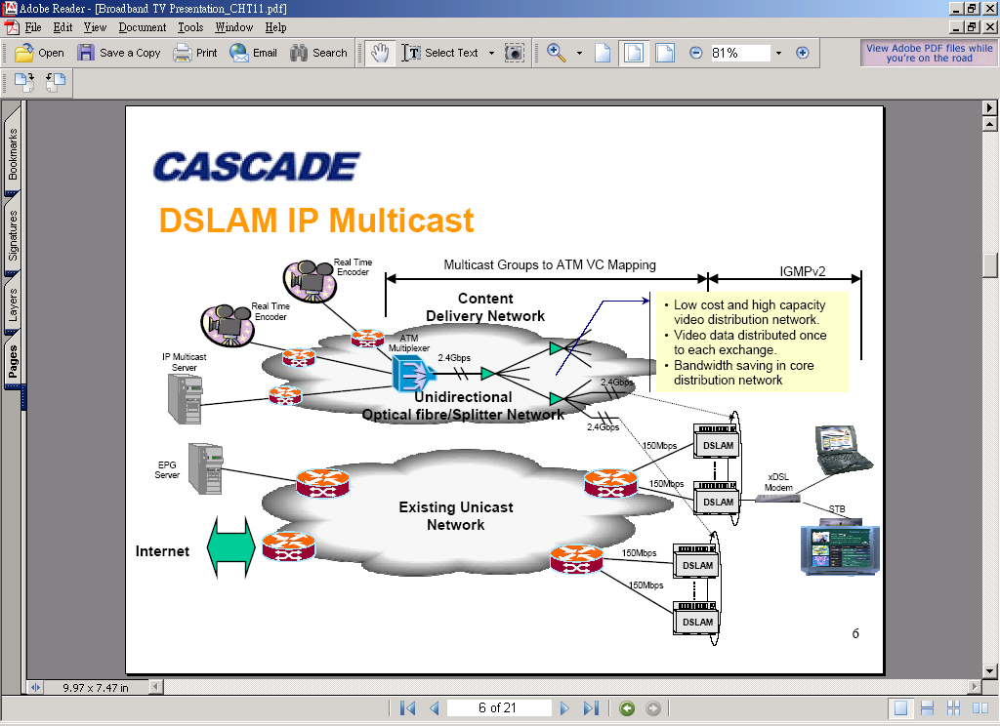 Adobe Reader - [Broadband TV Presentation_CHT11.pdf]
File Edit View Document Tools Window Help
Open Save a Copy Print Email Search Select Text 81%
View Adobe PDF files while
you're on the road
Bookmarks
Signatures
Layers
Pages
CASCADE
DSLAM IP Multicast
Real Time
Encoder
Multicast Groups to ATM VC Mapping
IGMPv2
Real Time
Encoder
Content
Delivery Network
• Low cost and high capacity
video distribution network.
• Video data distributed once
to each exchange.
• Bandwidth saving in core
distribution network
IP Multicast
Server
ATM
Multiplexer
2.4Gbps
2.4Gbps
Unidirectional
Optical fibre/Splitter Network
2.4Gbps
EPG
Server
150Mbps
DSLAM
150Mbps
DSLAM
xDSL
Modem
STB
Existing Unicast
Network
Internet
150Mbps
DSLAM
150Mbps
DSLAM
6
9.97 x 7.47 in
6 of 21